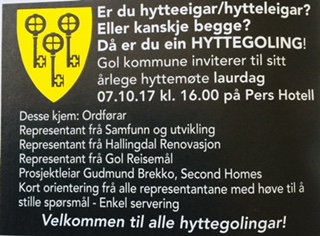 Er du hytteeigar/hytteleigar?
Eller kanskje begge?
Då er du ein HYTTEGOLING!
Gol kommune inviterer til sitt
årlege hyttemøte laurdag
07.10.17 kl. 16.00 på Pers Hotell
Desse kjem: Ordførar
Representant frå Samfunn og utvikling
Representant frå Hallingdal Renovasjon
Representant frå Gol Reisemål
Prosjektleiar Gudmund Brekko, Second Homes
Kort orientering frå alle representantane med høve til å
stille spørsmål - Enkel servering
Velkommen til alle hyttegolingar!